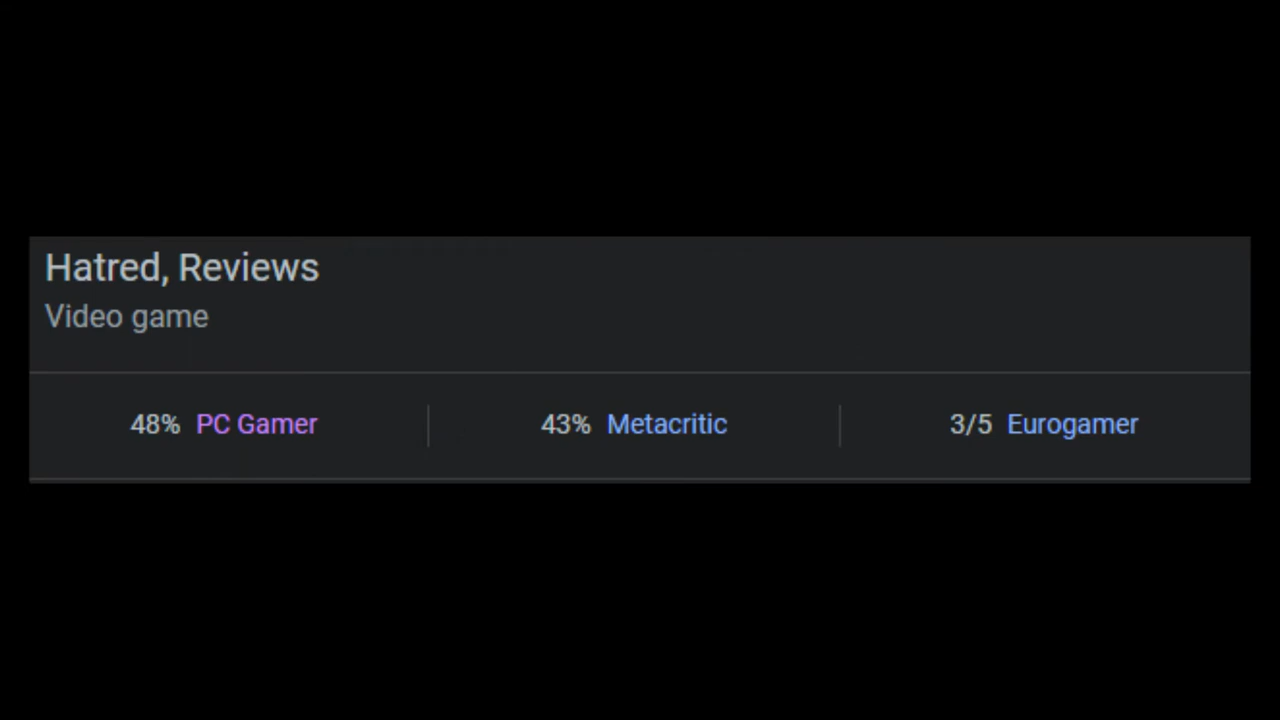 Hatred, Reviews
Video game
48% PC Gamer
43% Metacritic
3/5 Eurogamer